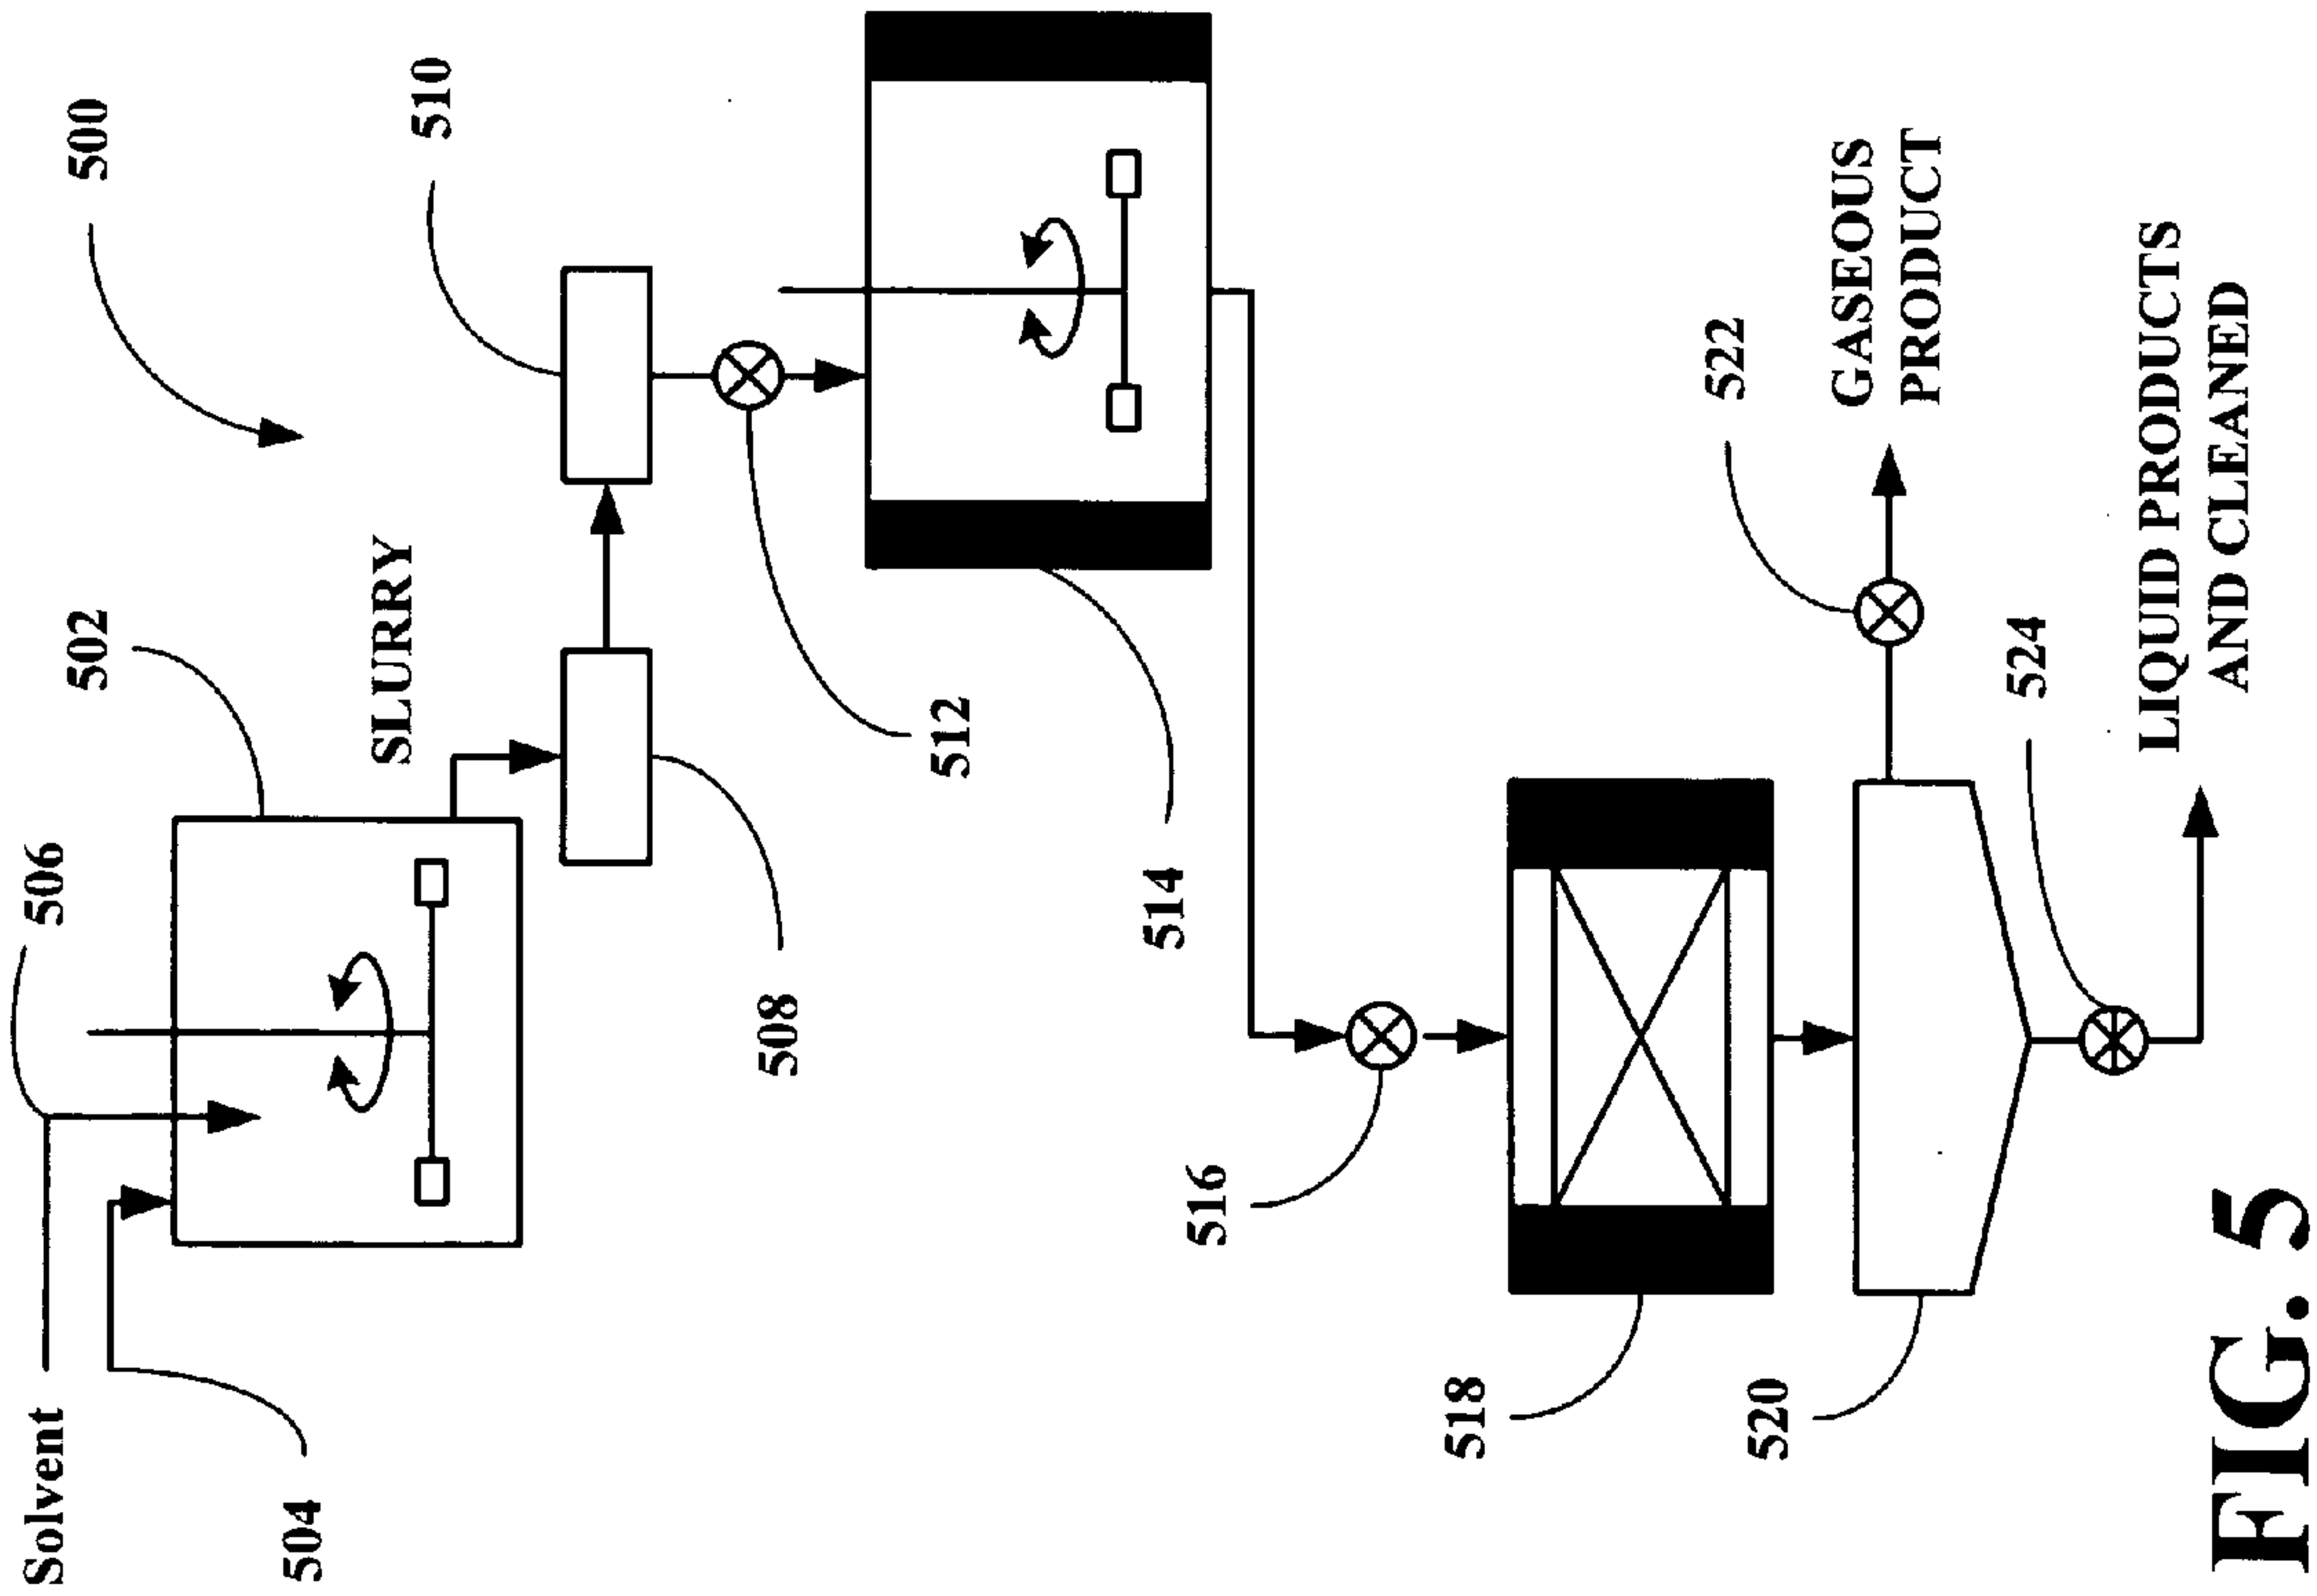 500
506
502
510
Solvent
504
SLURRY
508
512
514
516
522
GASEOUS
PRODUCT
518
520
524
LIQUID PRODUCTS
AND CLEANED
FIG. 5